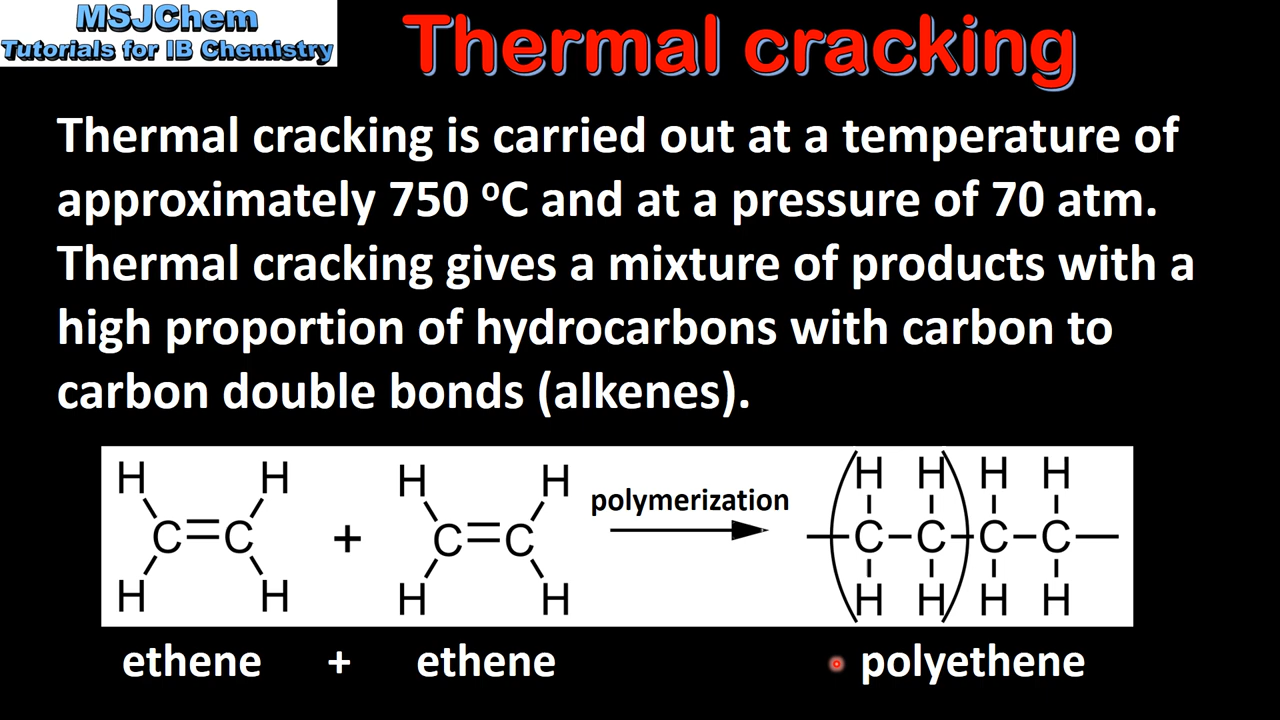 MSJChem
Tutorials for IB Chemistry
Thermal cracking
Thermal cracking is carried out at a temperature of
approximately 750 ºC and at a pressure of 70 atm.
Thermal cracking gives a mixture of products with a
high proportion of hydrocarbons with carbon to
carbon double bonds (alkenes).
H H H H H H H H
polymerization
C=C + C=C —C—C—C—C—
H H H H H H H H
ethene + ethene polyethene